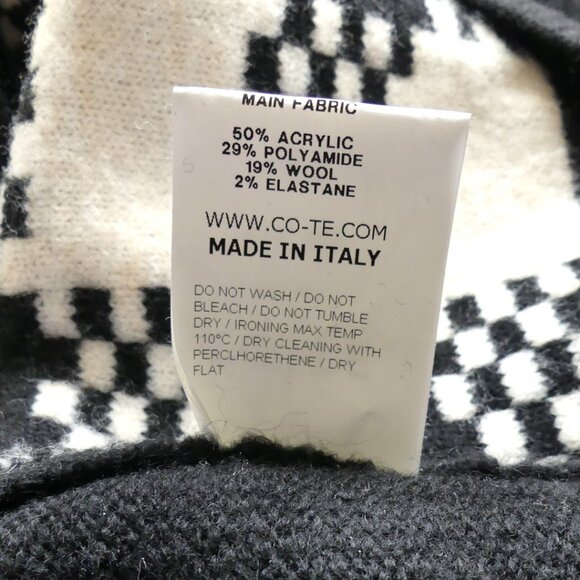 MAIN FABRIC
50% ACRYLIC
29% POLYAMIDE
19% WOOL
2% ELASTANE
WWW.CO-TE.COM
MADE IN ITALY
DO NOT WASH / DO NOT
BLEACH / DO NOT TUMBLE
DRY / IRONING MAX TEMP
110°C / DRY CLEANING WITH
PERCLHORETHENE / DRY
FLAT